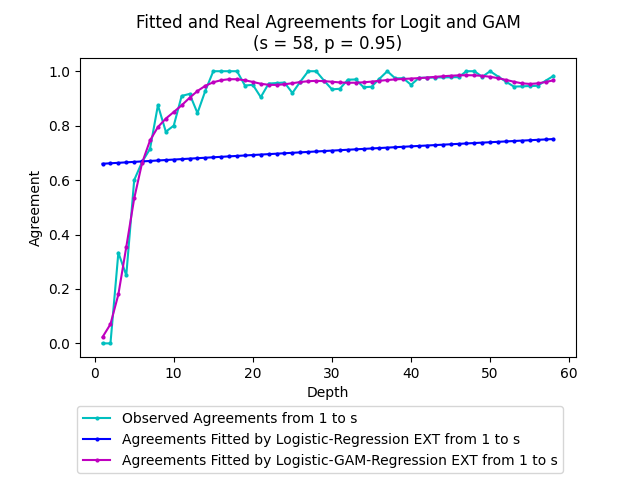 Fitted and Real Agreements for Logit and GAM
(s = 58, p = 0.95)
1.0
0.8
0.6
0.4
0.2
0.0
Agreement
0
10
20
30
40
50
60
Depth
Observed Agreements from 1 to s
Agreements Fitted by Logistic-Regression EXT from 1 to s
Agreements Fitted by Logistic-GAM-Regression EXT from 1 to s